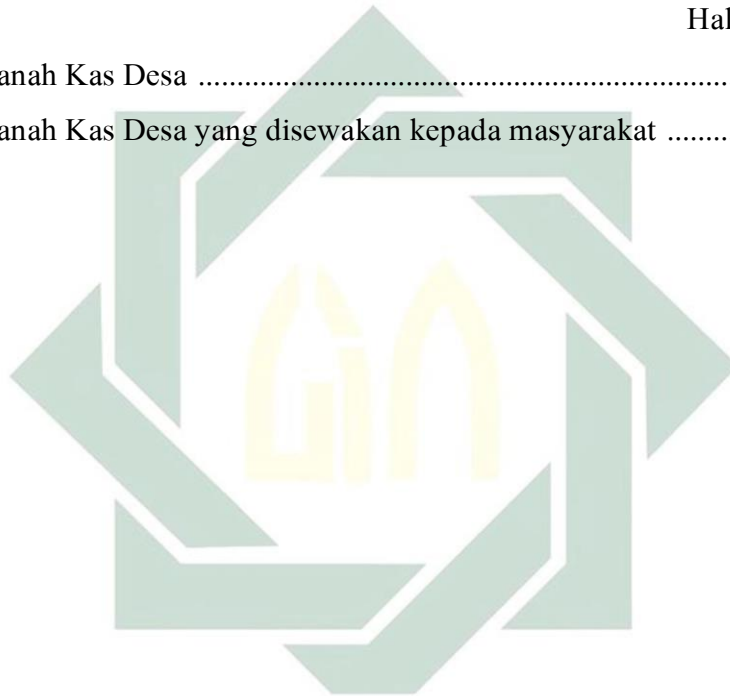 Hal
anah Kas Desa ..........................................................
anah Kas Desa yang disewakan kepada masyarakat ........